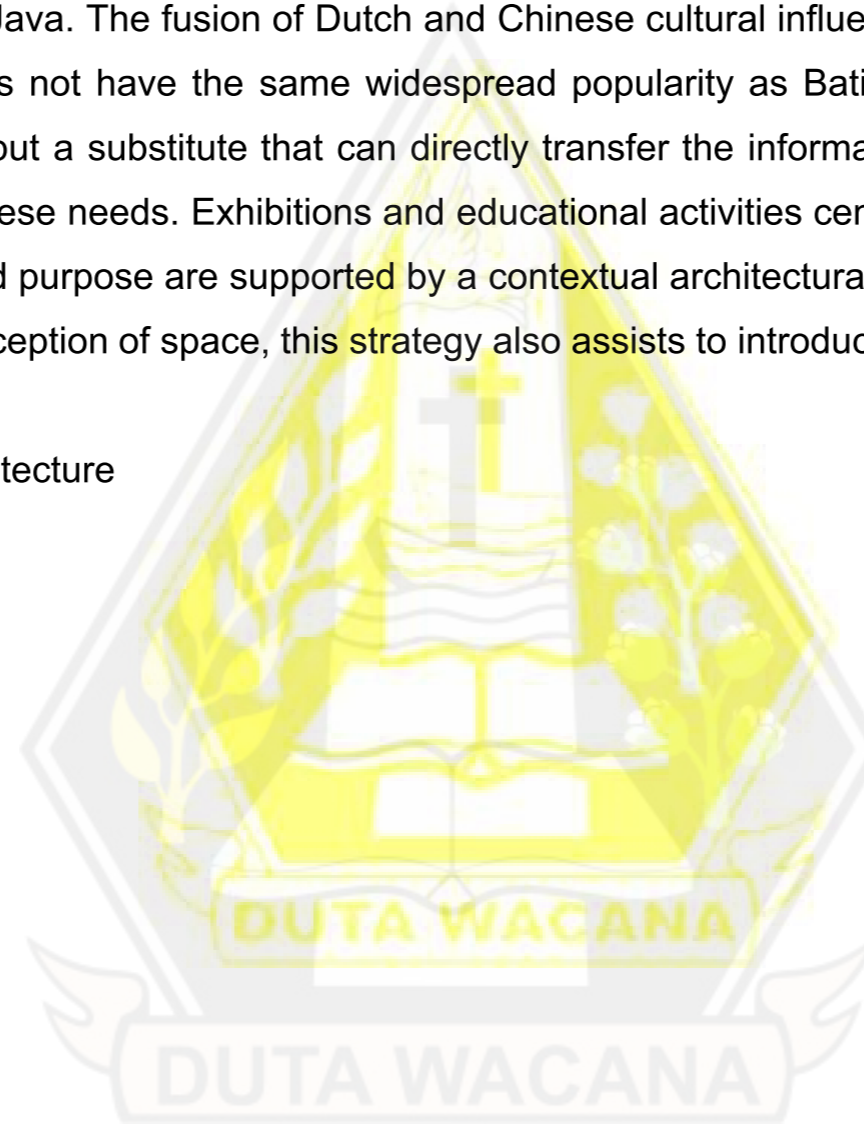 Java. The fusion of Dutch and Chinese cultural influe
s not have the same widespread popularity as Bati
out a substitute that can directly transfer the informa
ese needs. Exhibitions and educational activities cen
d purpose are supported by a contextual architectura
ception of space, this strategy also assists to introduc
tecture
DUTA WACANA
DUTA WACANA